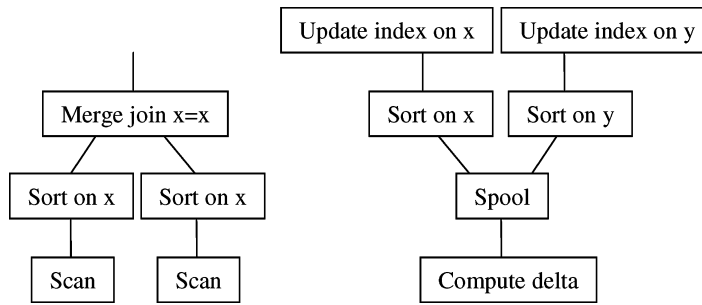 Update index on x
Update index on y
Merge join x=x
Sort on x
Sort on y
Sort on x
Sort on x
Spool
Scan
Scan
Compute delta